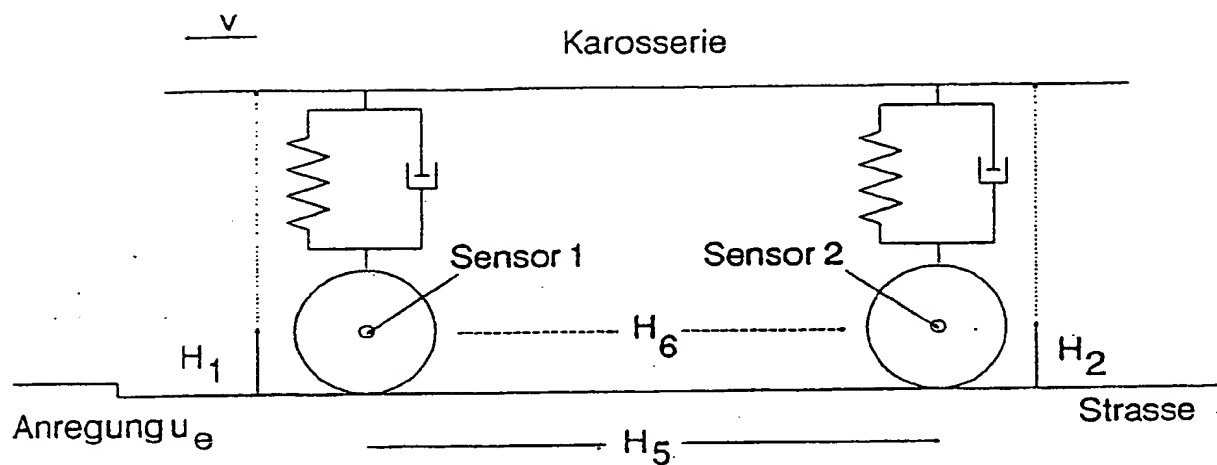 v
Karosserie
Sensor 1
Sensor 2
H6
H1
H2
Anregung ue
Strasse
H5